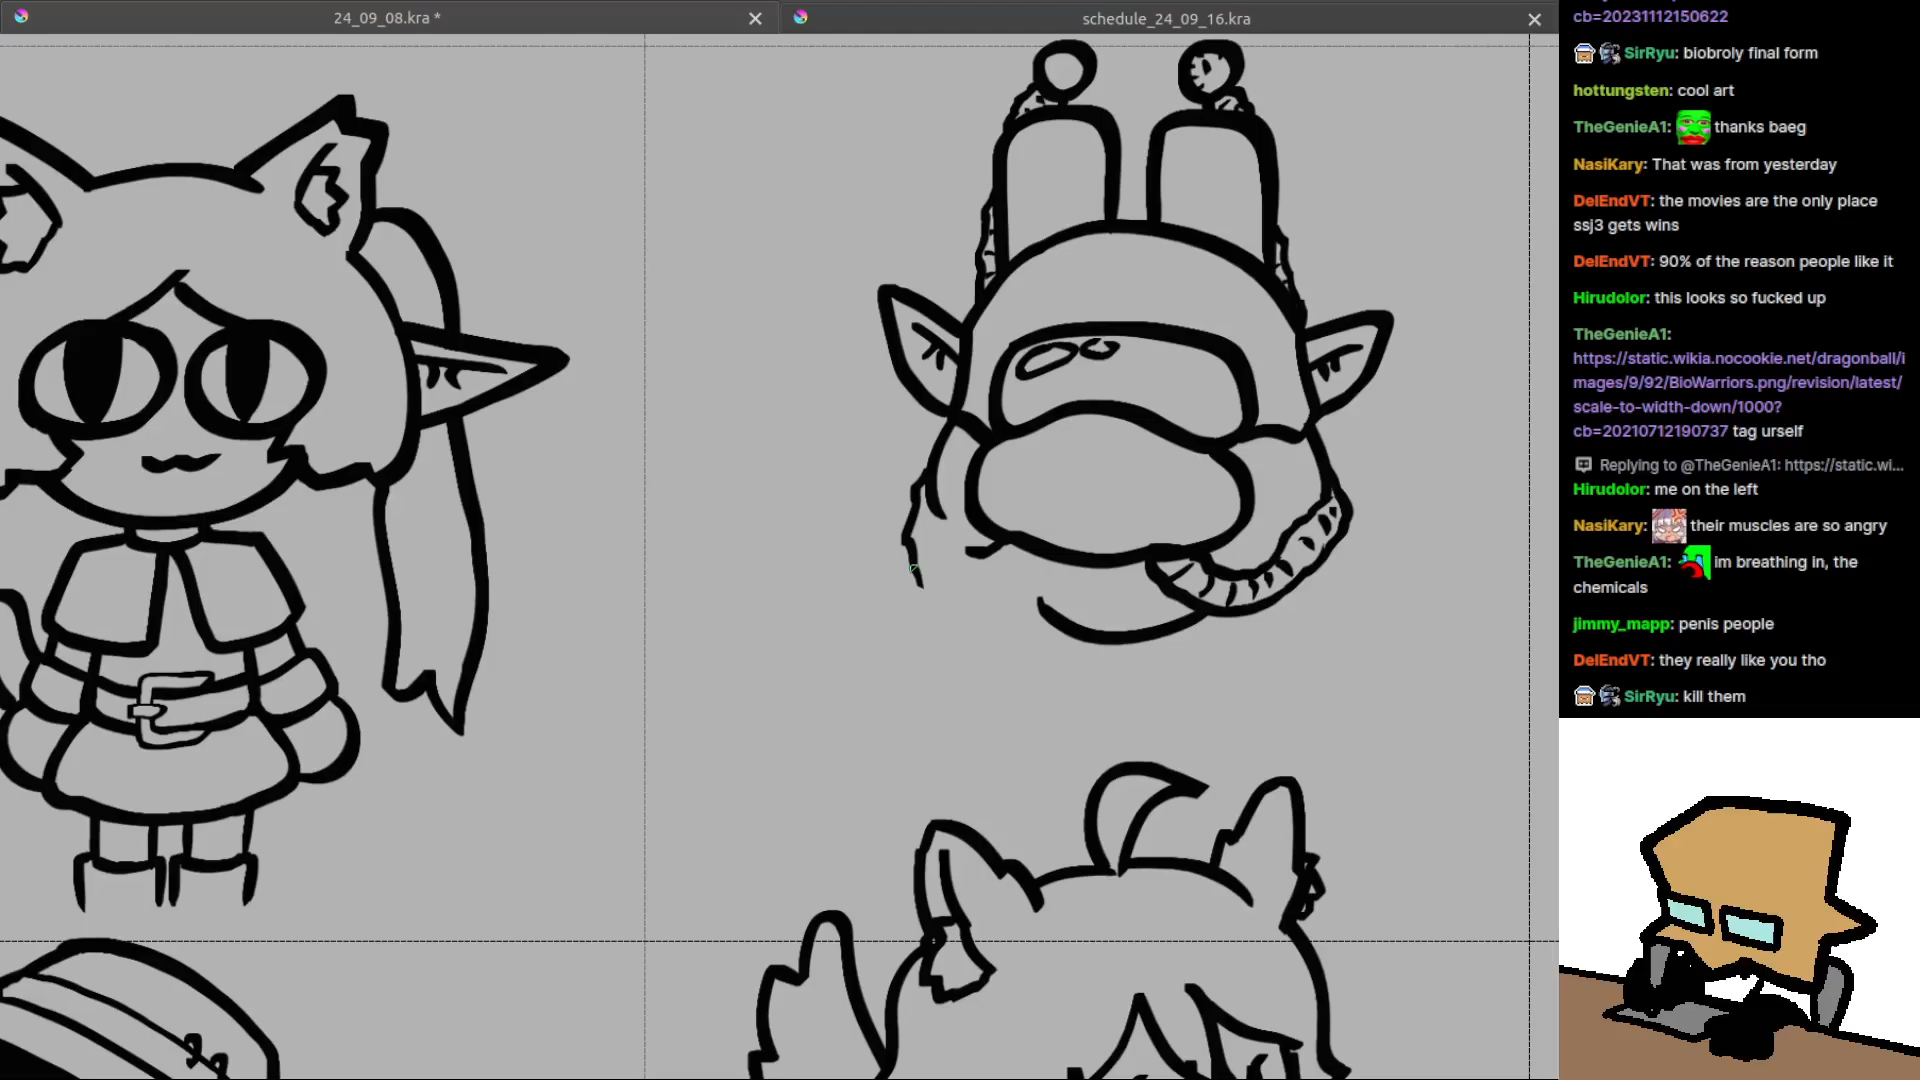 24_09_08.kra *
schedule_24_09_16.kra
cb=20231112150622
SirRyu: biobroly final form
hottungsten: cool art
TheGenieA1: thanks baeg
NasiKary: That was from yesterday
DelEndVT: the movies are the only place
ssj3 gets wins
DelEndVT: 90% of the reason people like it
Hirudolor: this looks so fucked up
TheGenieA1:
https://static.wikia.nocookie.net/dragonball/i
mages/9/92/BioWarriors.png/revision/latest/
scale-to-width-down/1000?
cb=20210712190737 tag urself
Replying to @TheGenieA1: https://static.wi...
Hirudolor: me on the left
NasiKary: their muscles are so angry
TheGenieA1: im breathing in, the
chemicals
jimmy_mapp: penis people
DelEndVT: they really like you tho
SirRyu: kill them